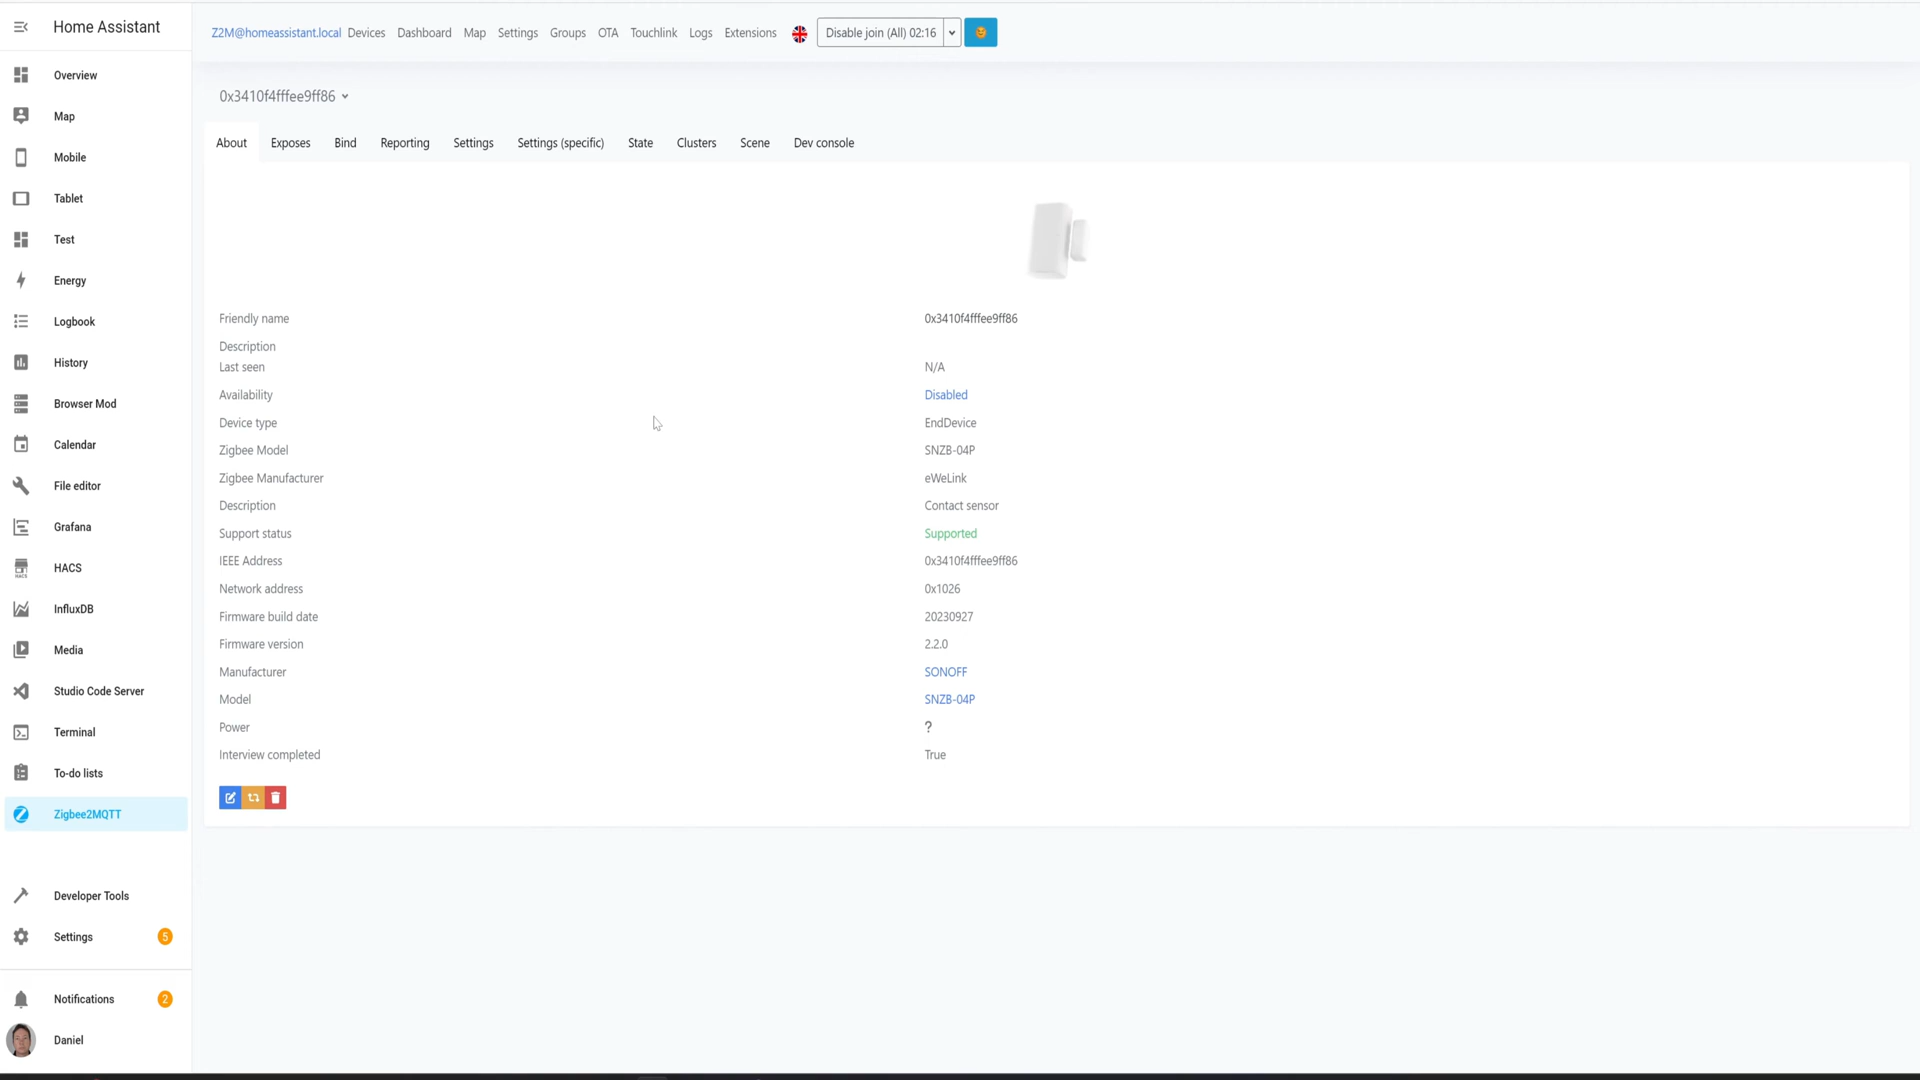 Home Assistant
Overview
Map
Mobile
Tablet
Test
Energy
Logbook
History
Browser Mod
Calendar
File editor
Grafana
HACS
InfluxDB
Media
Studio Code Server
Terminal
To-do lists
Zigbee2MQTT
Developer Tools
Settings 5
Notifications 2
Daniel
Z2M@homeassistant.local Devices Dashboard Map Settings Groups OTA Touchlink Logs Extensions Disable join (All) 02:16
0x3410f4fffee9ff86
About Exposes Bind Reporting Settings Settings (specific) State Clusters Scene Dev console
Friendly name 0x3410f4fffee9ff86
Description
Last seen N/A
Availability Disabled
Device type EndDevice
Zigbee Model SNZB-04P
Zigbee Manufacturer eWeLink
Description Contact sensor
Support status Supported
IEEE Address 0x3410f4fffee9ff86
Network address 0x1026
Firmware build date 20230927
Firmware version 2.2.0
Manufacturer SONOFF
Model SNZB-04P
Power ?
Interview completed True